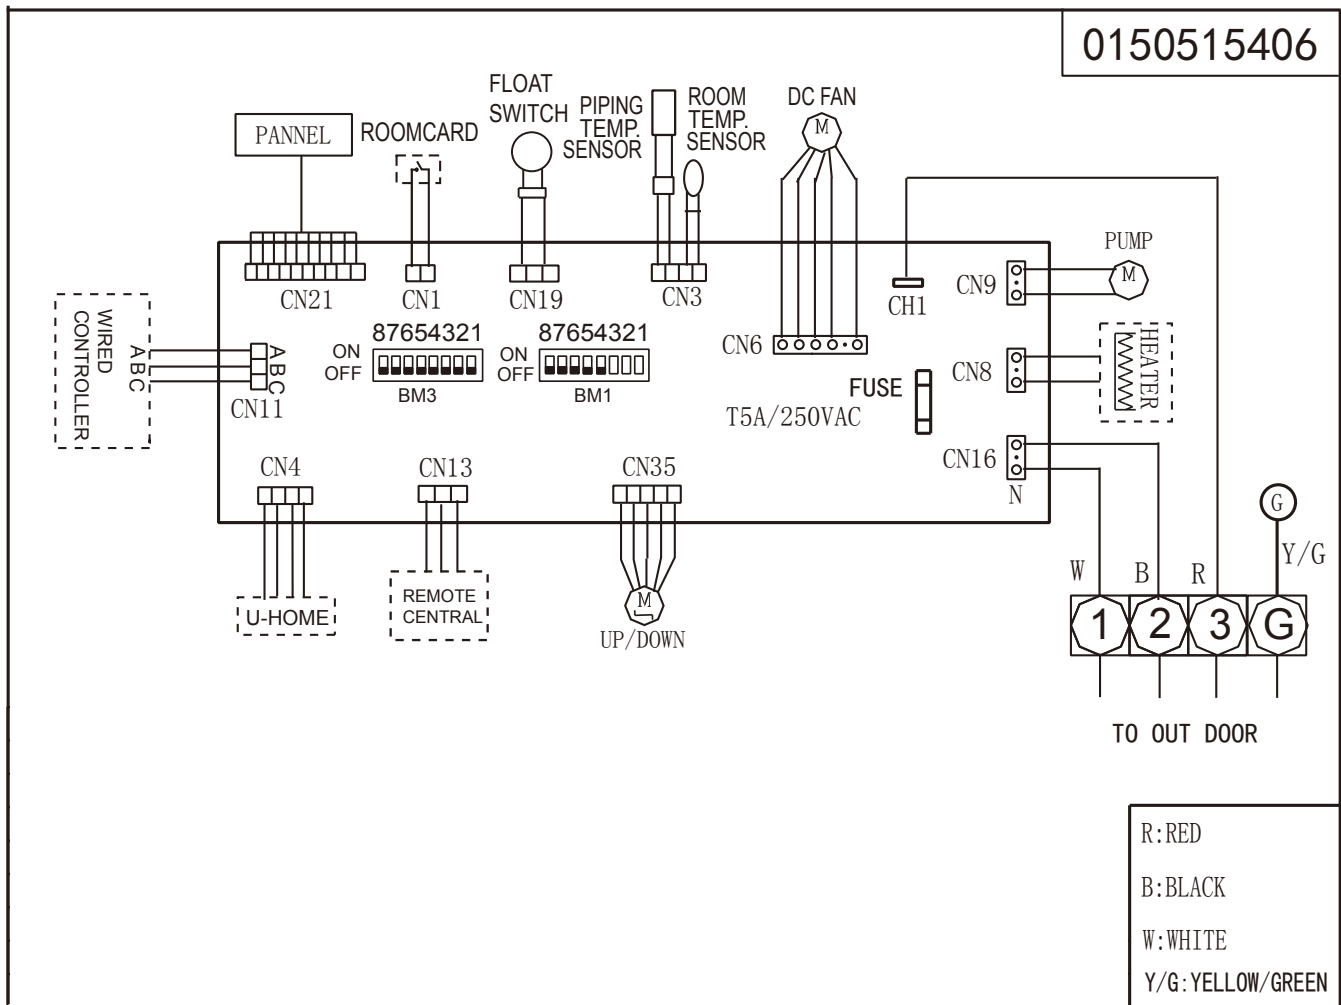 0150515406
FLOAT
SWITCH
PIPING
TEMP.
SENSOR
ROOM
TEMP.
SENSOR
DC FAN
M
PANNEL
ROOMCARD
PUMP
M
CN21
CN1
CN19
CN3
CH1
CN9
WIRED
CONTROLLER
A B C
A B C
CN11
87654321
ON
OFF
BM3
87654321
ON
OFF
BM1
CN6
FUSE
T5A/250VAC
CN8
HEATER
CN4
CN13
CN35
CN16
N
G
Y/G
W
B
R
U-HOME
REMOTE
CENTRAL
M
UP/DOWN
1 2 3 G
TO OUT DOOR
R:RED
B:BLACK
W:WHITE
Y/G:YELLOW/GREEN